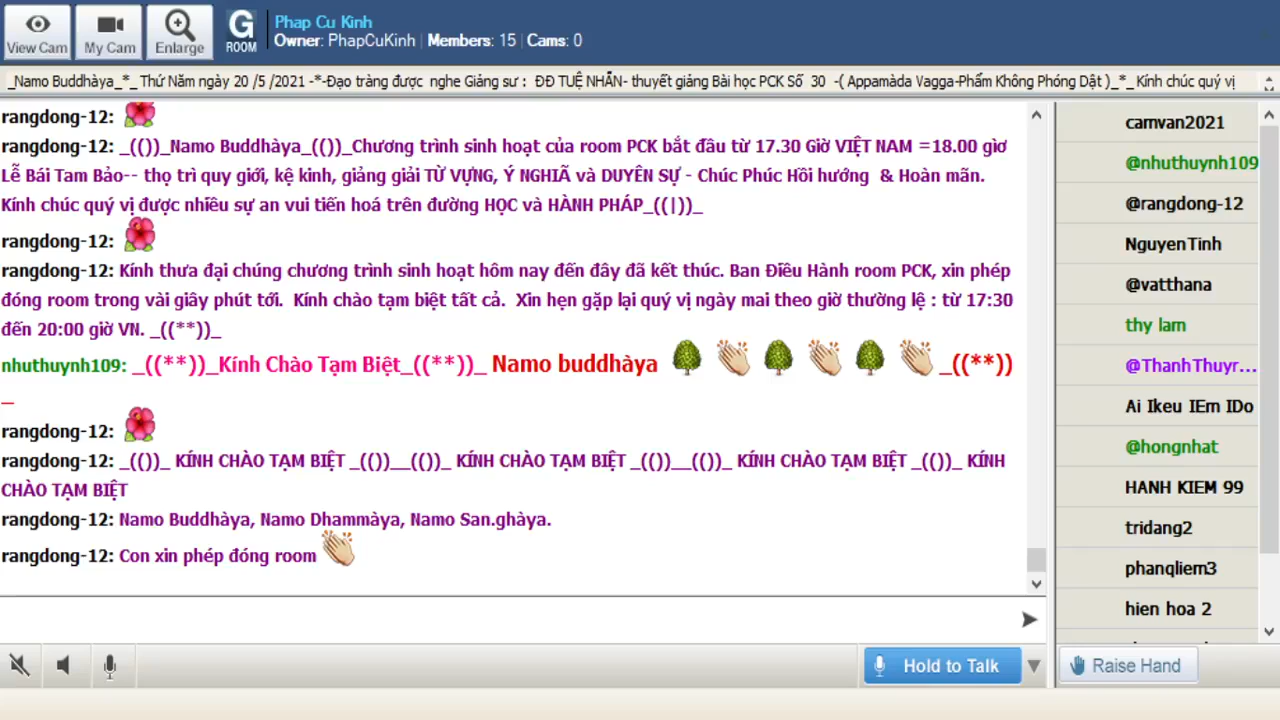 View Cam
My Cam
Enlarge
G
ROOM
Phap Cu Kinh
Owner: PhapCuKinh | Members: 15 | Cams: 0
_Namo Buddhàya_*_ Thứ Năm ngày 20 /5 /2021 -*-Đạo tràng được nghe Giảng sư : ĐĐ TUỆ NHẪN- thuyết giảng Bài học PCK Số 30 -( Appamàda Vagga-Phẩm Không Phóng Dật )_*_ Kính chúc quý vị
rangdong-12:
rangdong-12: _(())_Namo Buddhàya_(())_Chương trình sinh hoạt của room PCK bắt đầu từ 17.30 Giờ VIỆT NAM =18.00 giờ
Lễ Bái Tam Bảo-- thọ trì quy giới, kệ kinh, giảng giải TỪ VỰNG, Ý NGHIÃ và DUYÊN SỰ - Chúc Phúc Hồi hướng & Hoàn mãn.
Kính chúc quý vị được nhiều sự an vui tiến hoá trên đường HỌC và HÀNH PHÁP_((|))_
rangdong-12:
rangdong-12: Kính thưa đại chúng chương trình sinh hoạt hôm nay đến đây đã kết thúc. Ban Điều Hành room PCK, xin phép
đóng room trong vài giây phút tới. Kính chào tạm biệt tất cả. Xin hẹn gặp lại quý vị ngày mai theo giờ thường lệ : từ 17:30
đến 20:00 giờ VN. _((**))_
nhuthuynh109: _((**))_Kính Chào Tạm Biệt_((**))_ Namo buddhàya _((**))
_
rangdong-12:
rangdong-12: _(())_ KÍNH CHÀO TẠM BIỆT _(())__(())_ KÍNH CHÀO TẠM BIỆT _(())__(())_ KÍNH CHÀO TẠM BIỆT _(())_ KÍNH
CHÀO TẠM BIỆT
rangdong-12: Namo Buddhàya, Namo Dhammàya, Namo San.ghàya.
rangdong-12: Con xin phép đóng room
camvan2021
@nhuthuynh109
@rangdong-12
NguyenTinh
@vatthana
thy lam
@ThanhThuyr...
Ai Ikeu IEm IDo
@hongnhat
HANH KIEM 99
tridang2
phanqliem3
hien hoa 2
Hold to Talk
Raise Hand